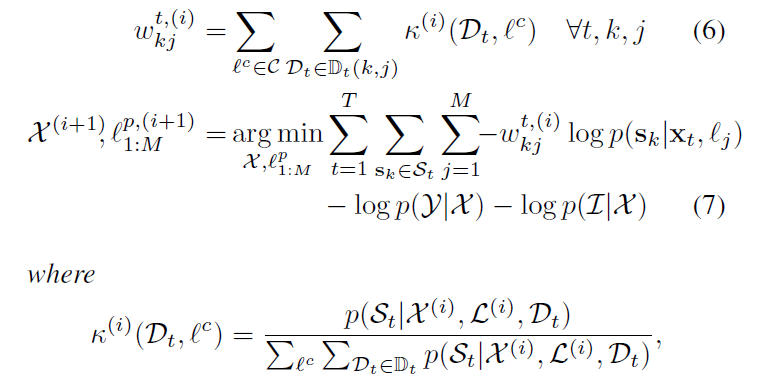 w_{kj}^{t,(i)} = \sum_{\ell^c \in \mathcal{C}} \sum_{\mathcal{D}_t \in \mathbb{D}_t(k,j)} \kappa^{(i)}(\mathcal{D}_t, \ell^c) \quad \forall t, k, j \quad (6)
\mathcal{X}^{(i+1)}, \ell_{1:M}^{p,(i+1)} = \arg\min_{\mathcal{X}, \ell_{1:M}^p} \sum_{t=1}^{T} \sum_{\mathbf{s}_k \in \mathcal{S}_t} \sum_{j=1}^{M} -w_{kj}^{t,(i)} \log p(\mathbf{s}_k|\mathbf{x}_t, \ell_j)
- \log p(\mathcal{Y}|\mathcal{X}) - \log p(\mathcal{I}|\mathcal{X}) \quad (7)
where
\kappa^{(i)}(\mathcal{D}_t, \ell^c) = \frac{p(\mathcal{S}_t|\mathcal{X}^{(i)}, \mathcal{L}^{(i)}, \mathcal{D}_t)}{\sum_{\ell^c} \sum_{\mathcal{D}_t \in \mathbb{D}_t} p(\mathcal{S}_t|\mathcal{X}^{(i)}, \mathcal{L}^{(i)}, \mathcal{D}_t)},